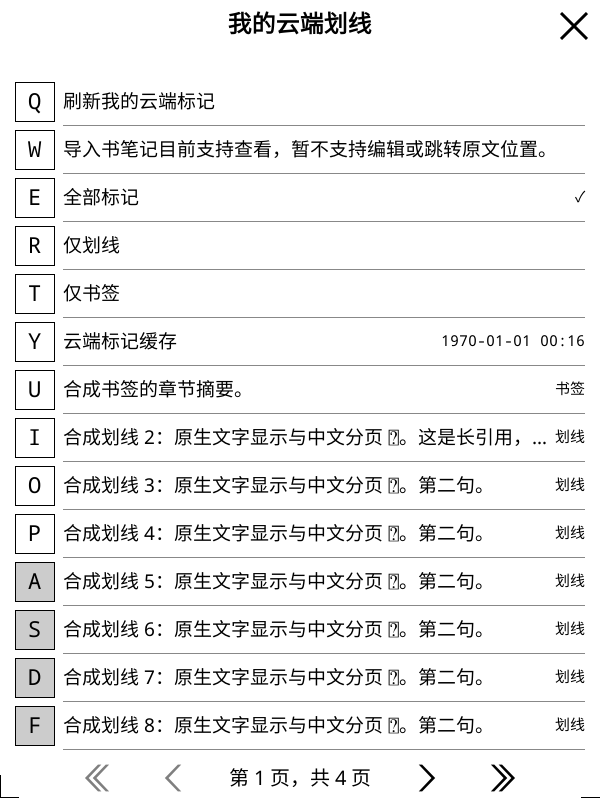 我的云端划线
Q 刷新我的云端标记
W 导入书笔记目前支持查看，暂不支持编辑或跳转原文位置。
E 全部标记 ✓
R 仅划线
T 仅书签
Y 云端标记缓存 1970-01-01 00:16
U 合成书签的章节摘要。 书签
I 合成划线 2：原生文字显示与中文分页 。这是长引用，… 划线
O 合成划线 3：原生文字显示与中文分页 。第二句。 划线
P 合成划线 4：原生文字显示与中文分页 。第二句。 划线
A 合成划线 5：原生文字显示与中文分页 。第二句。 划线
S 合成划线 6：原生文字显示与中文分页 。第二句。 划线
D 合成划线 7：原生文字显示与中文分页 。第二句。 划线
F 合成划线 8：原生文字显示与中文分页 。第二句。 划线
第 1 页，共 4 页